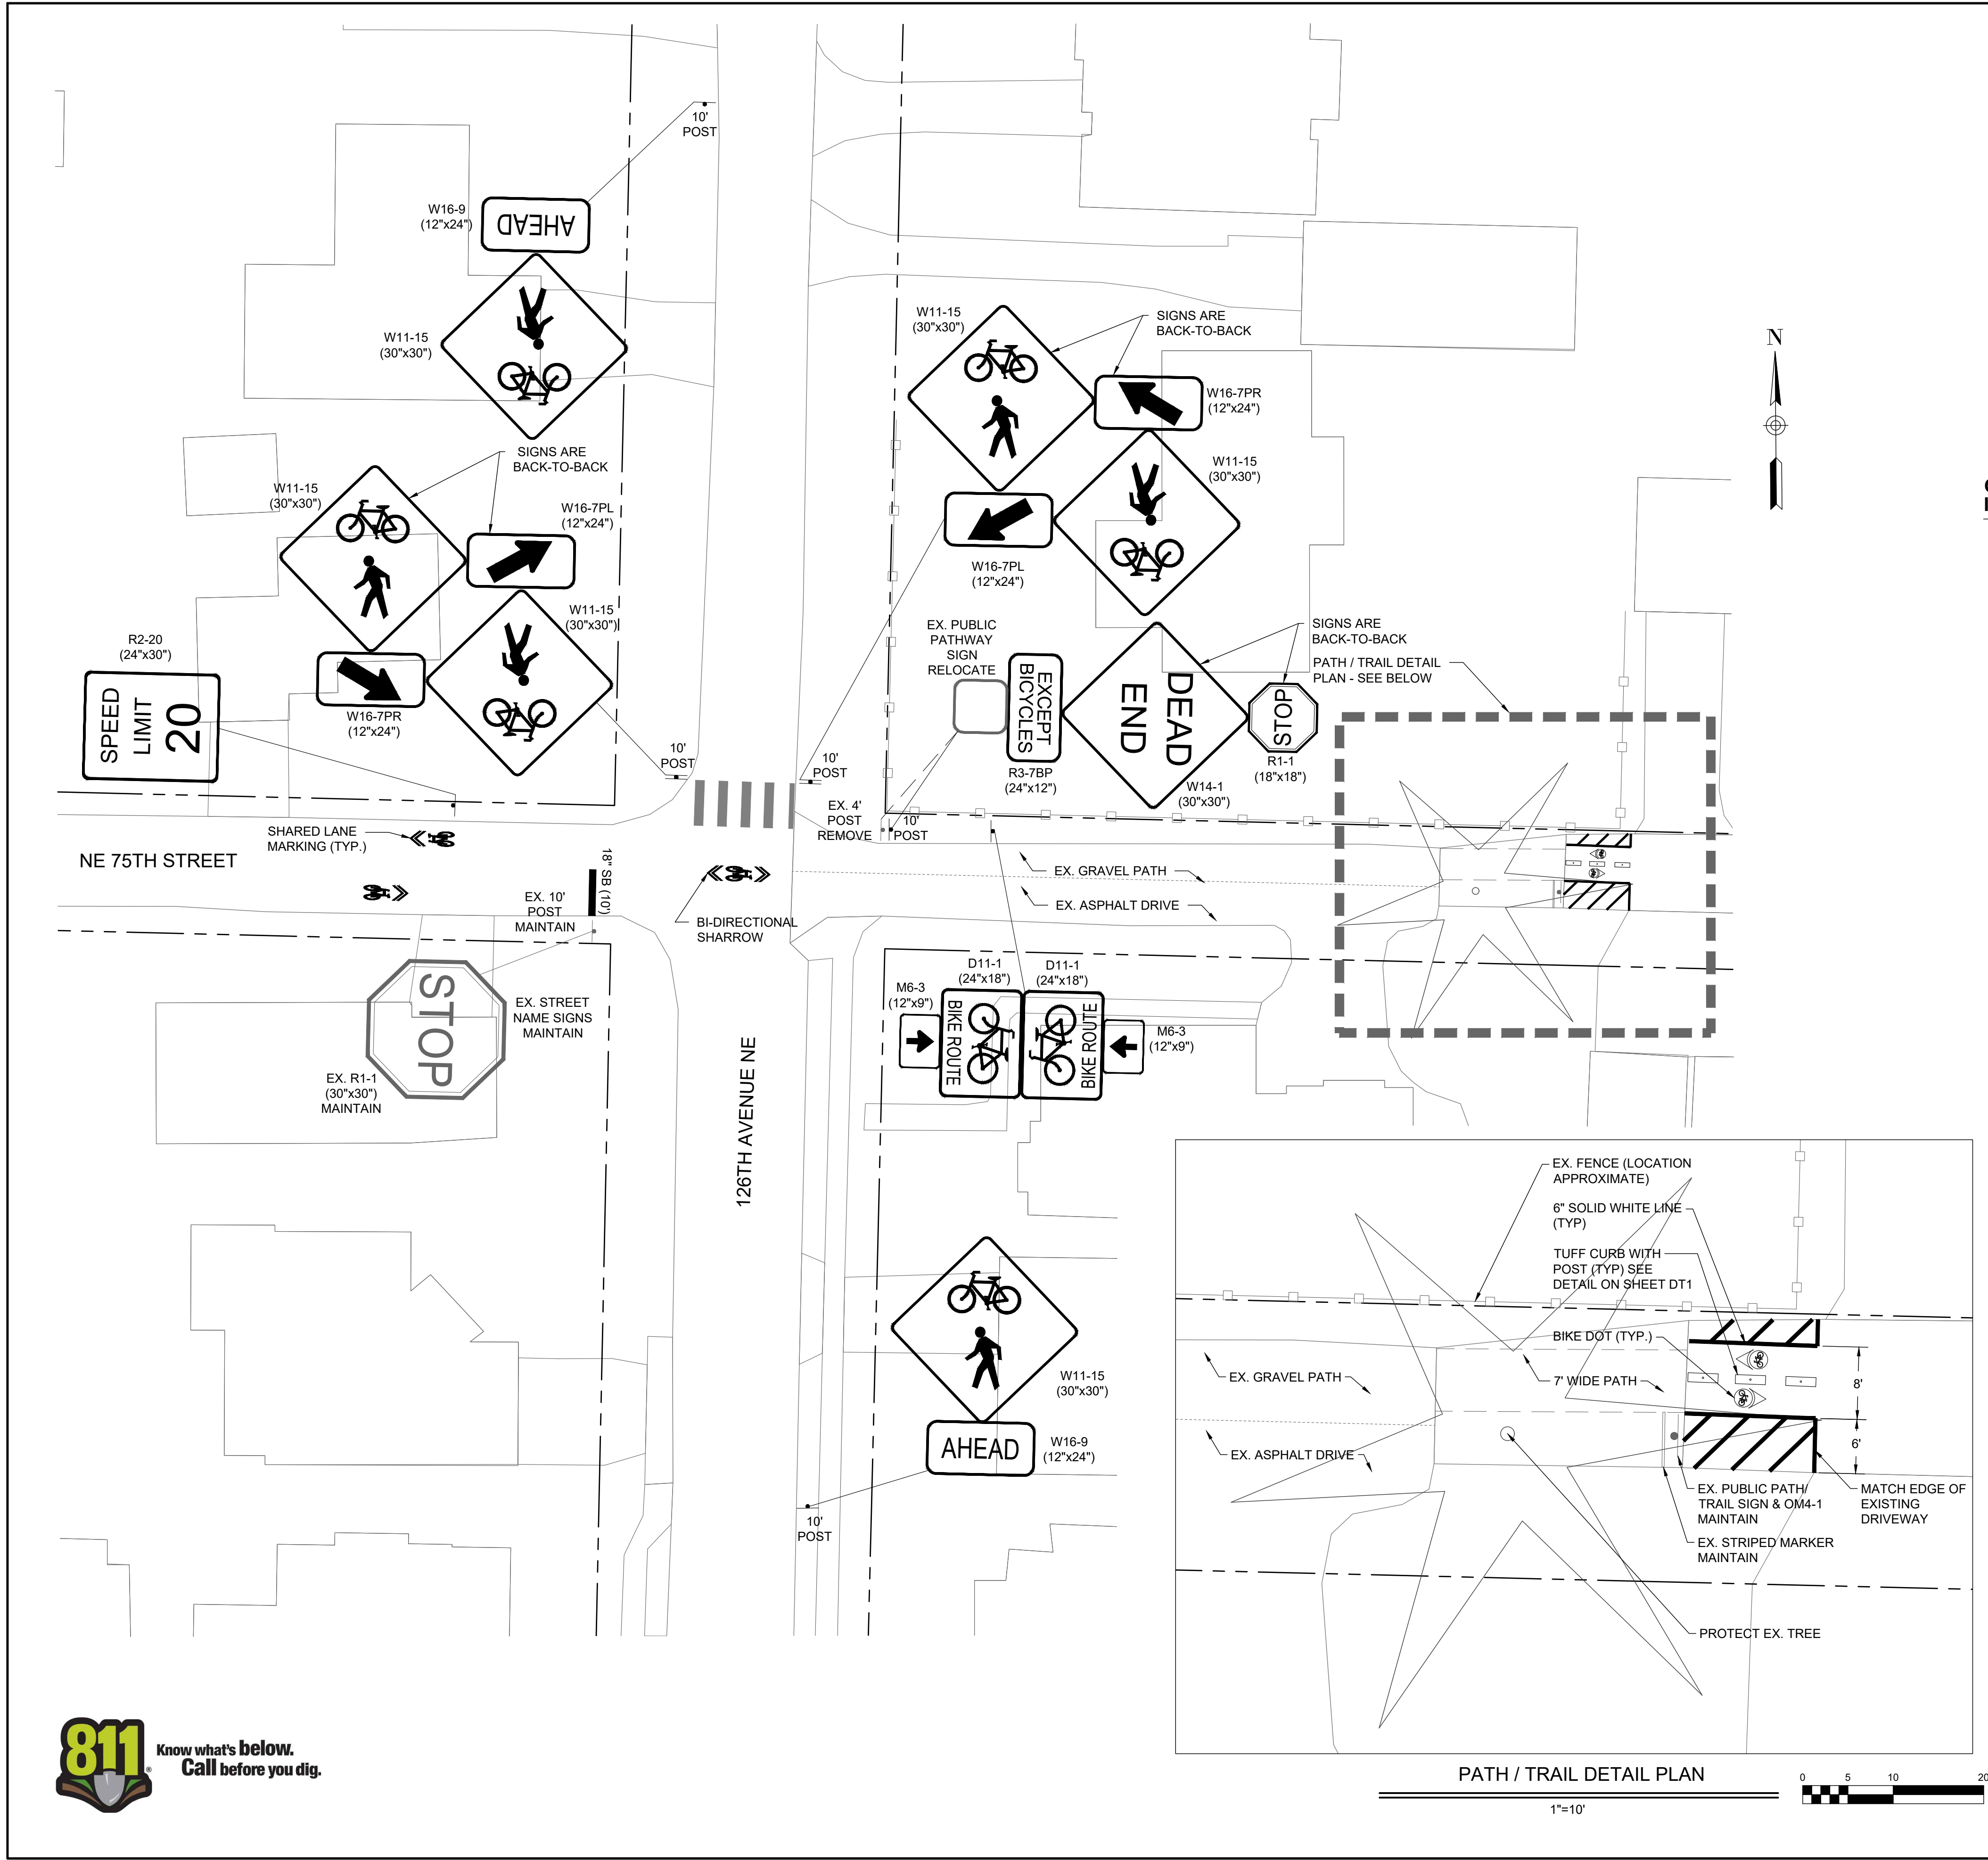 10'
POST
W16-9
(12"x24")
AHEAD
W11-15
(30"x30")
SIGNS ARE
BACK-TO-BACK
W11-15
(30"x30")
W16-7PL
(12"x24")
W11-15
(30"x30")
W16-7PR
(12"x24")
R2-20
(24"x30")
SPEED
LIMIT
20
10'
POST
W11-15
(30"x30")
SIGNS ARE
BACK-TO-BACK
W16-7PR
(12"x24")
W11-15
(30"x30")
W16-7PL
(12"x24")
N
EX. PUBLIC
PATHWAY
SIGN
RELOCATE
EXCEPT
BICYCLES
R3-7BP
(24"x12")
DEAD
END
W14-1
(30"x30")
STOP
R1-1
(18"x18")
SIGNS ARE
BACK-TO-BACK
PATH / TRAIL DETAIL
PLAN - SEE BELOW
10'
POST
EX. 4'
POST
REMOVE
10'
POST
SHARED LANE
MARKING (TYP.)
NE 75TH STREET
18" SB (10')
EX. 10'
POST
MAINTAIN
BI-DIRECTIONAL
SHARROW
EX. GRAVEL PATH
EX. ASPHALT DRIVE
STOP
EX. STREET
NAME SIGNS
MAINTAIN
EX. R1-1
(30"x30")
MAINTAIN
126TH AVENUE NE
M6-3
(12"x9")
D11-1
(24"x18")
BIKE ROUTE
D11-1
(24"x18")
BIKE ROUTE
M6-3
(12"x9")
W11-15
(30"x30")
AHEAD
W16-9
(12"x24")
10'
POST
EX. FENCE (LOCATION
APPROXIMATE)
6" SOLID WHITE LINE
(TYP)
TUFF CURB WITH
POST (TYP) SEE
DETAIL ON SHEET DT1
BIKE DOT (TYP.)
7' WIDE PATH
EX. GRAVEL PATH
EX. ASPHALT DRIVE
8'
6'
EX. PUBLIC PATH/
TRAIL SIGN & OM4-1
MAINTAIN
MATCH EDGE OF
EXISTING
DRIVEWAY
EX. STRIPED MARKER
MAINTAIN
PROTECT EX. TREE
PATH / TRAIL DETAIL PLAN
1"=10'
0 5 10 20
811
®
Know what's below.
Call before you dig.